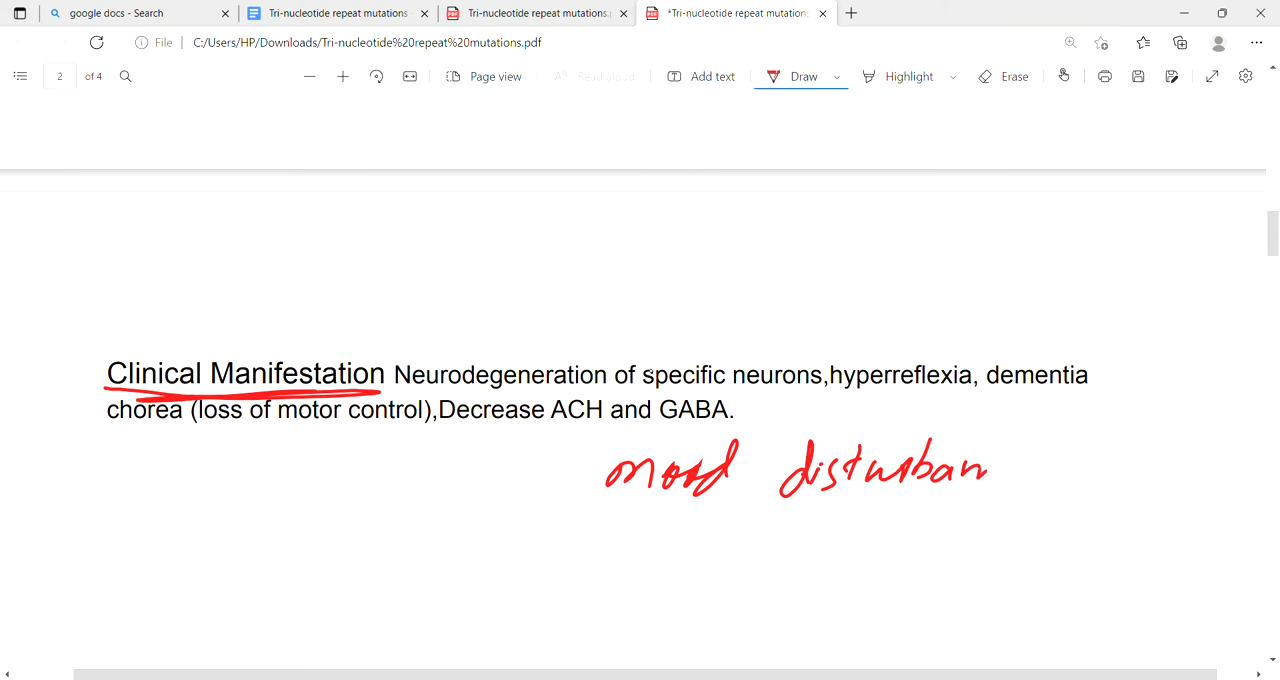 google docs - Search
Tri-nucleotide repeat mutations
Tri-nucleotide repeat mutations.
*Tri-nucleotide repeat mutation
File
C:/Users/HP/Downloads/Tri-nucleotide%20repeat%20mutations.pdf
2 of 4
Page view
Read aloud
Add text
Draw
Highlight
Erase
Clinical Manifestation Neurodegeneration of specific neurons,hyperreflexia, dementia
chorea (loss of motor control),Decrease ACH and GABA.
mood disturban